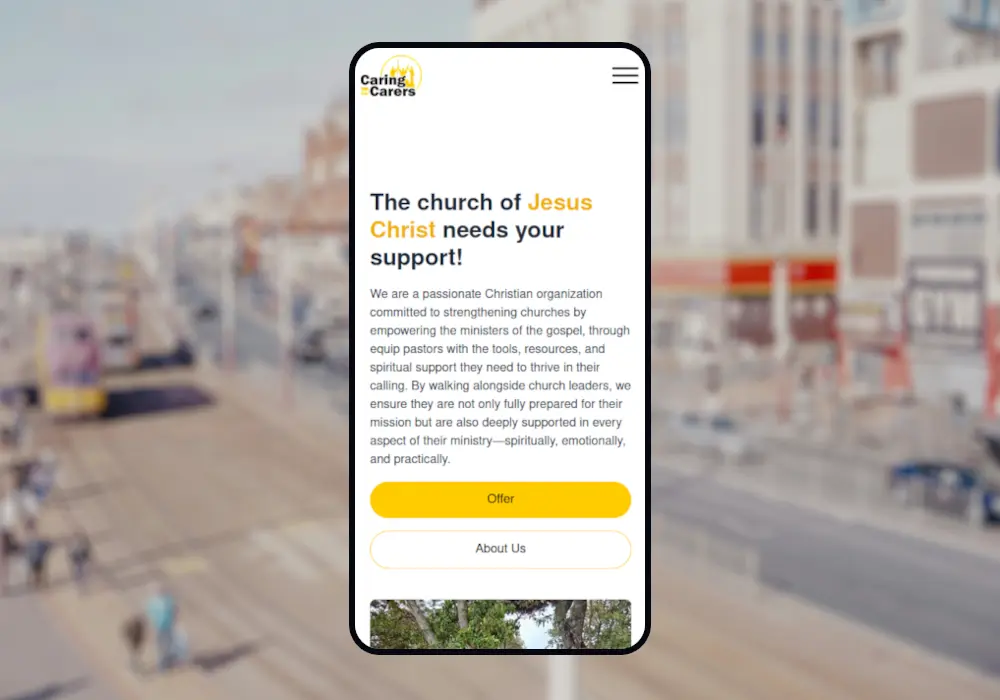 Caring
Carers
The church of Jesus
Christ needs your
support!
We are a passionate Christian organization
committed to strengthening churches by
empowering the ministers of the gospel, through
equip pastors with the tools, resources, and
spiritual support they need to thrive in their
calling. By walking alongside church leaders, we
ensure they are not only fully prepared for their
mission but are also deeply supported in every
aspect of their ministry—spiritually, emotionally,
and practically.
Offer
About Us